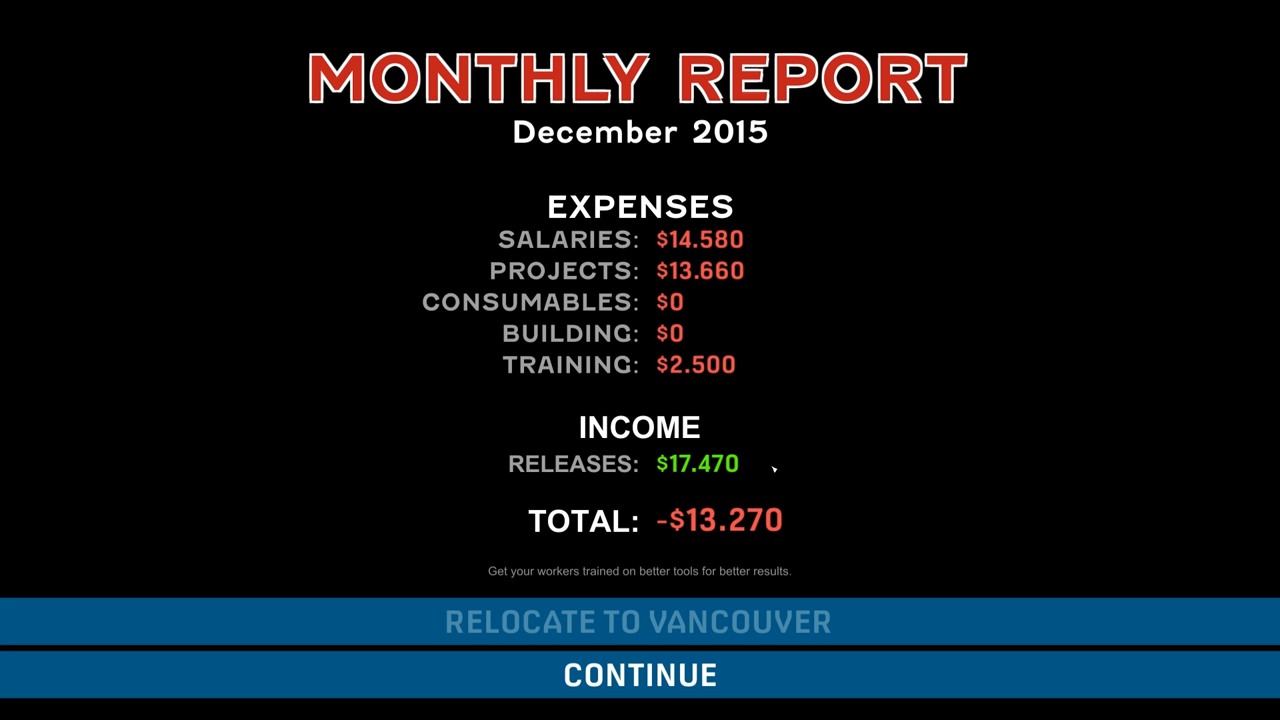 MONTHLY REPORT
December 2015
EXPENSES
SALARIES: $14.580
PROJECTS: $13.660
CONSUMABLES: $0
BUILDING: $0
TRAINING: $2.500
INCOME
RELEASES: $17.470
TOTAL: -$13.270
Get your workers trained on better tools for better results.
RELOCATE TO VANCOUVER
CONTINUE